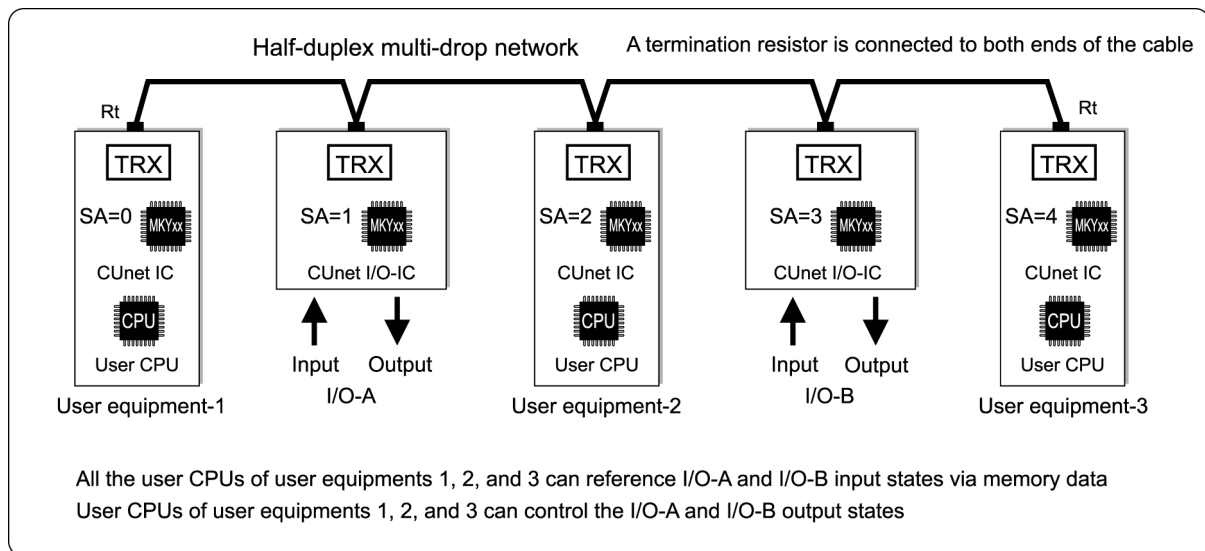 Half-duplex multi-drop network
A termination resistor is connected to both ends of the cable
Rt
Rt
TRX
TRX
TRX
TRX
TRX
SA=0
MKYxx
SA=1
MKYxx
SA=2
MKYxx
SA=3
MKYxx
SA=4
MKYxx
CUnet IC
CUnet I/O-IC
CUnet IC
CUnet I/O-IC
CUnet IC
CPU
CPU
CPU
User CPU
Input
Output
User CPU
Input
Output
User CPU
User equipment-1
I/O-A
User equipment-2
I/O-B
User equipment-3
All the user CPUs of user equipments 1, 2, and 3 can reference I/O-A and I/O-B input states via memory data
User CPUs of user equipments 1, 2, and 3 can control the I/O-A and I/O-B output states